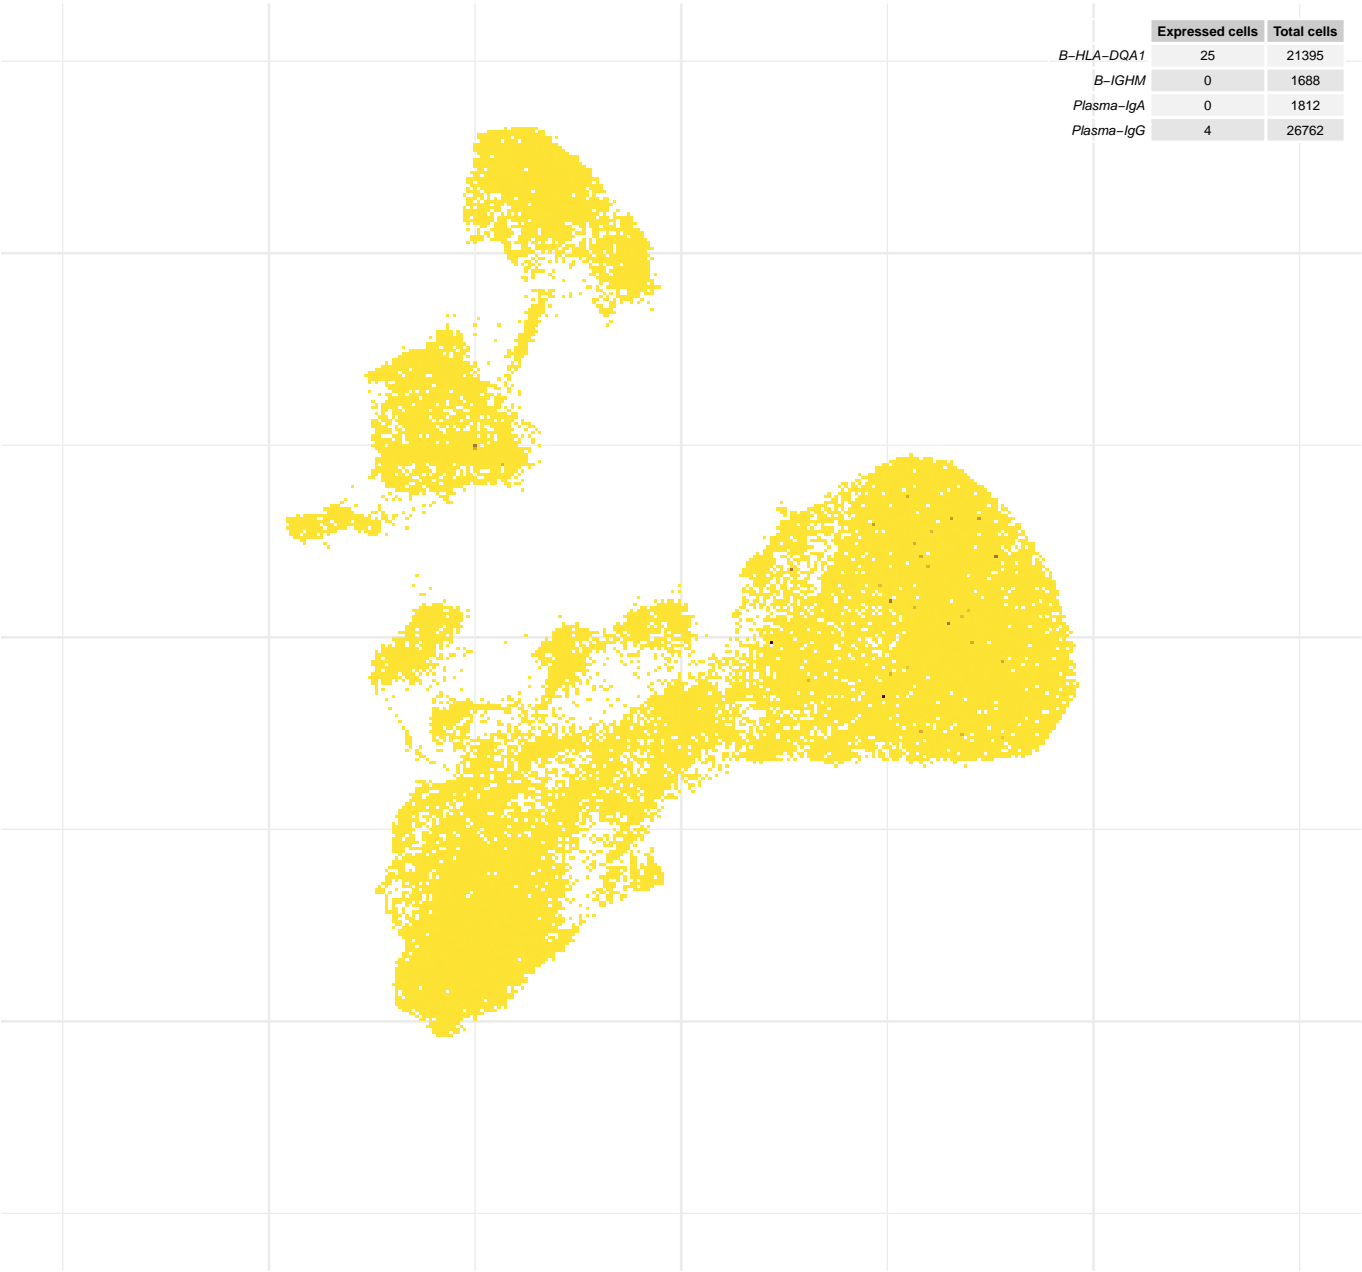 Expressed cells Total cells
B−HLA−DQA1 25 21395
B−IGHM 0 1688
Plasma−IgA 0 1812
Plasma−IgG 4 26762